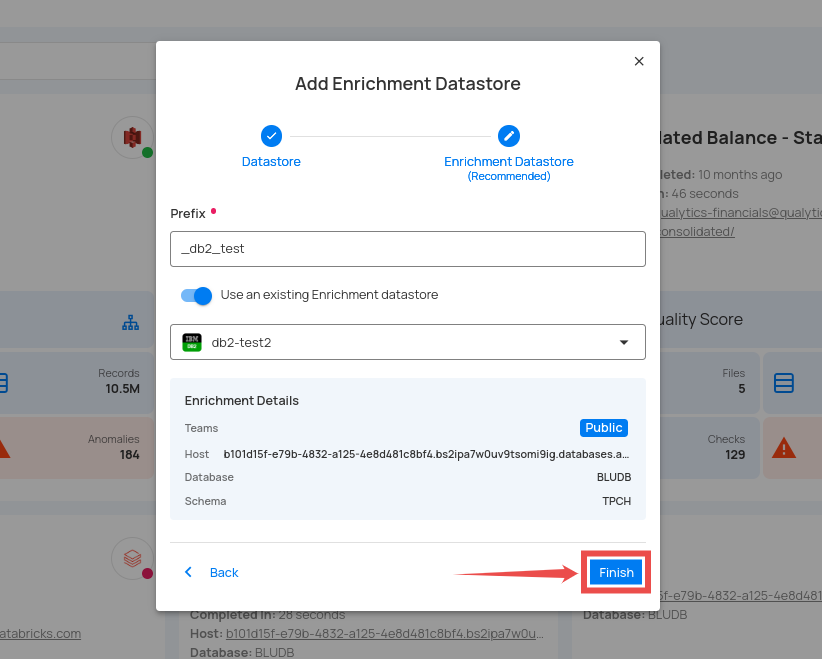 Add Enrichment Datastore
Datastore
Enrichment Datastore
(Recommended)
Prefix
_db2_test
Use an existing Enrichment datastore
IBM
DB2
db2-test2
Enrichment Details
Teams
Public
Host b101d15f-e79b-4832-a125-4e8d481c8bf4.bs2ipa7w0uv9tsomi9ig.databases.a...
Database BLUDB
Schema TPCH
Back
Finish
lated Balance - Sta
leted: 10 months ago
n: 46 seconds
ualytics-financials@qualytic
onsolidated/
uality Score
Records
10.5M
Files
5
Anomalies
184
Checks
129
atabricks.com
Completed In: 28 seconds
Host: b101d15f-e79b-4832-a125-4e8d481c8bf4.bs2ipa7w0u...
Database: BLUDB
5f-e79b-4832-a125-4e8d481
Database: BLUDB